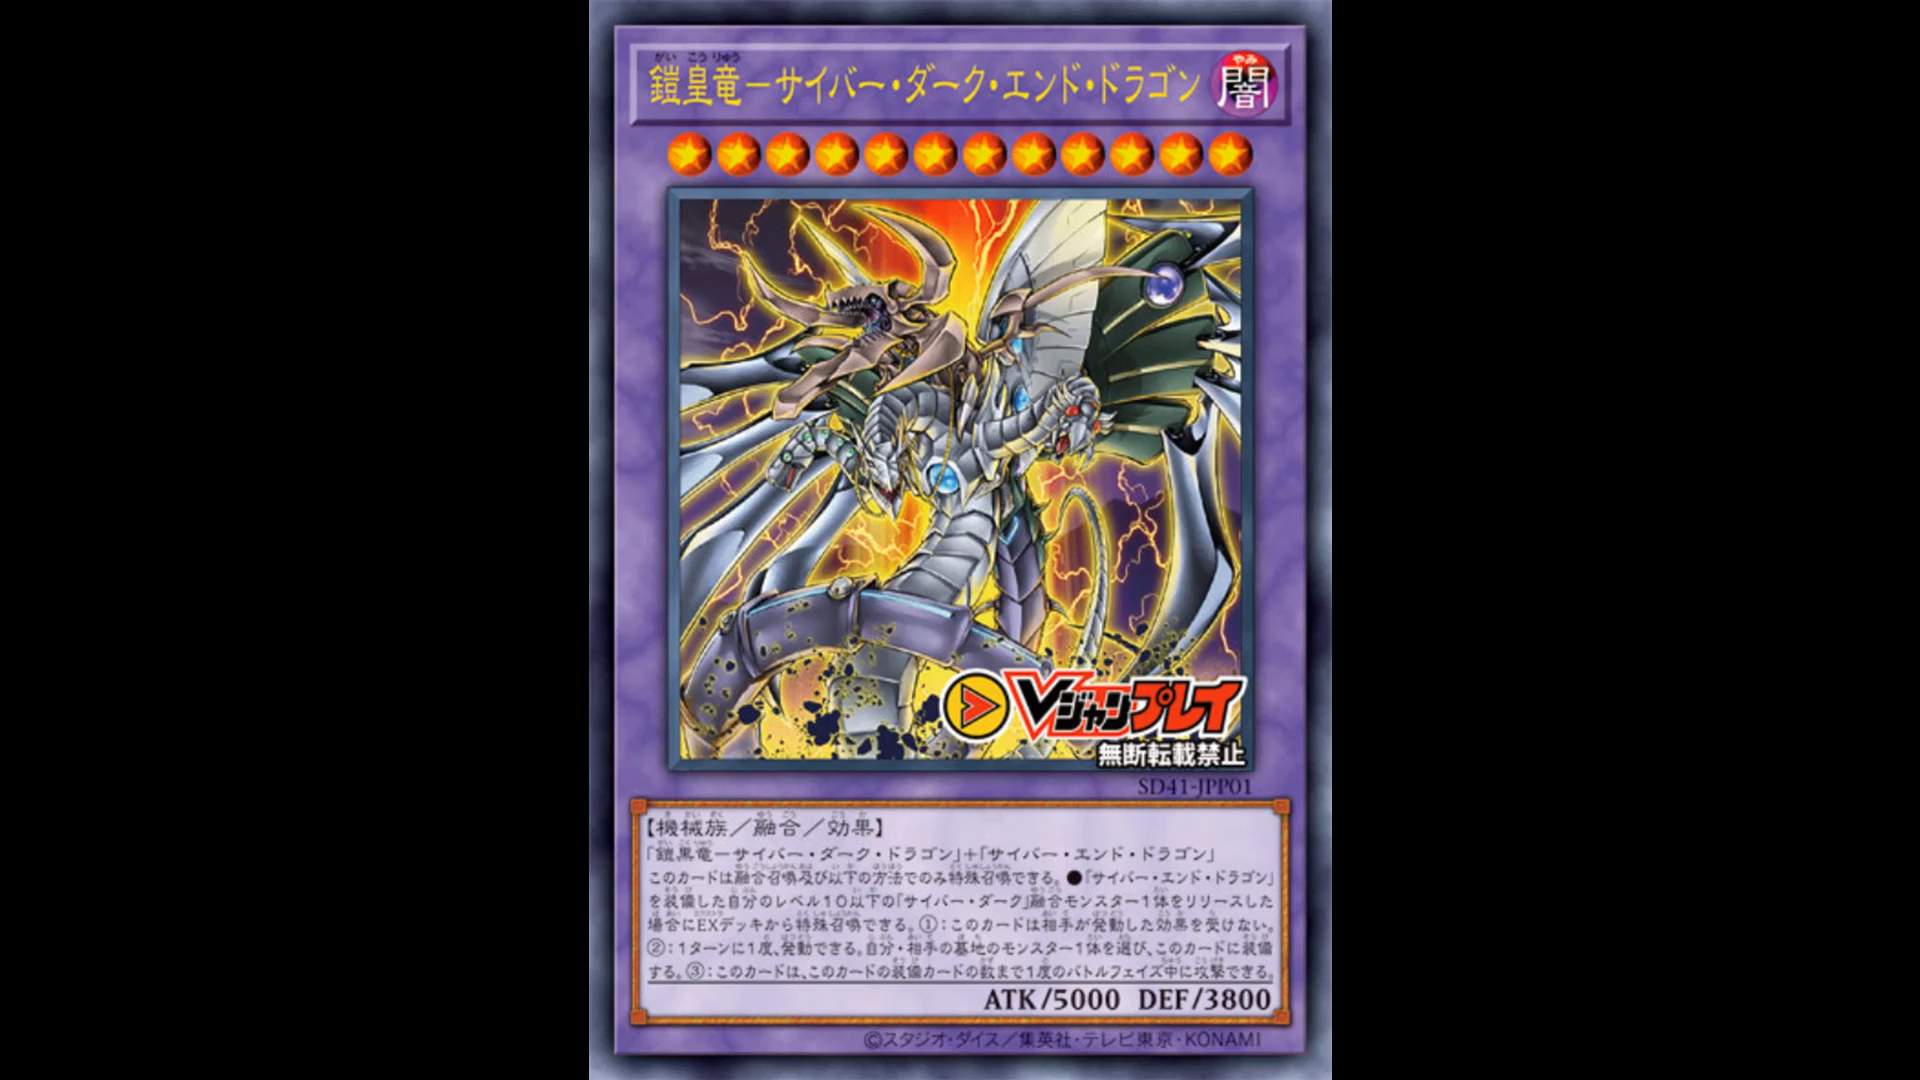 がいこうりゅう
鎧皇竜－サイバー・ダーク・エンド・ドラゴン
やみ
闇
Vジャンプレイ
無断転載禁止
SD41-JPP01
【機械族／融合／効果】
「鎧黒竜－サイバー・ダーク・ドラゴン」＋「サイバー・エンド・ドラゴン」
このカードは融合召喚及び以下の方法でのみ特殊召喚できる。●「サイバー・エンド・ドラゴン」
を装備した自分のレベル１０以下の「サイバー・ダーク」融合モンスター１体をリリースした
場合にEXデッキから特殊召喚できる。①：このカードは相手が発動した効果を受けない。
②：１ターンに１度、発動できる。自分・相手の墓地のモンスター１体を選び、このカードに装備
する。③：このカードは、このカードの装備カードの数まで１度のバトルフェイズ中に攻撃できる。
ATK/5000 DEF/3800
©スタジオ・ダイス／集英社・テレビ東京・KONAMI